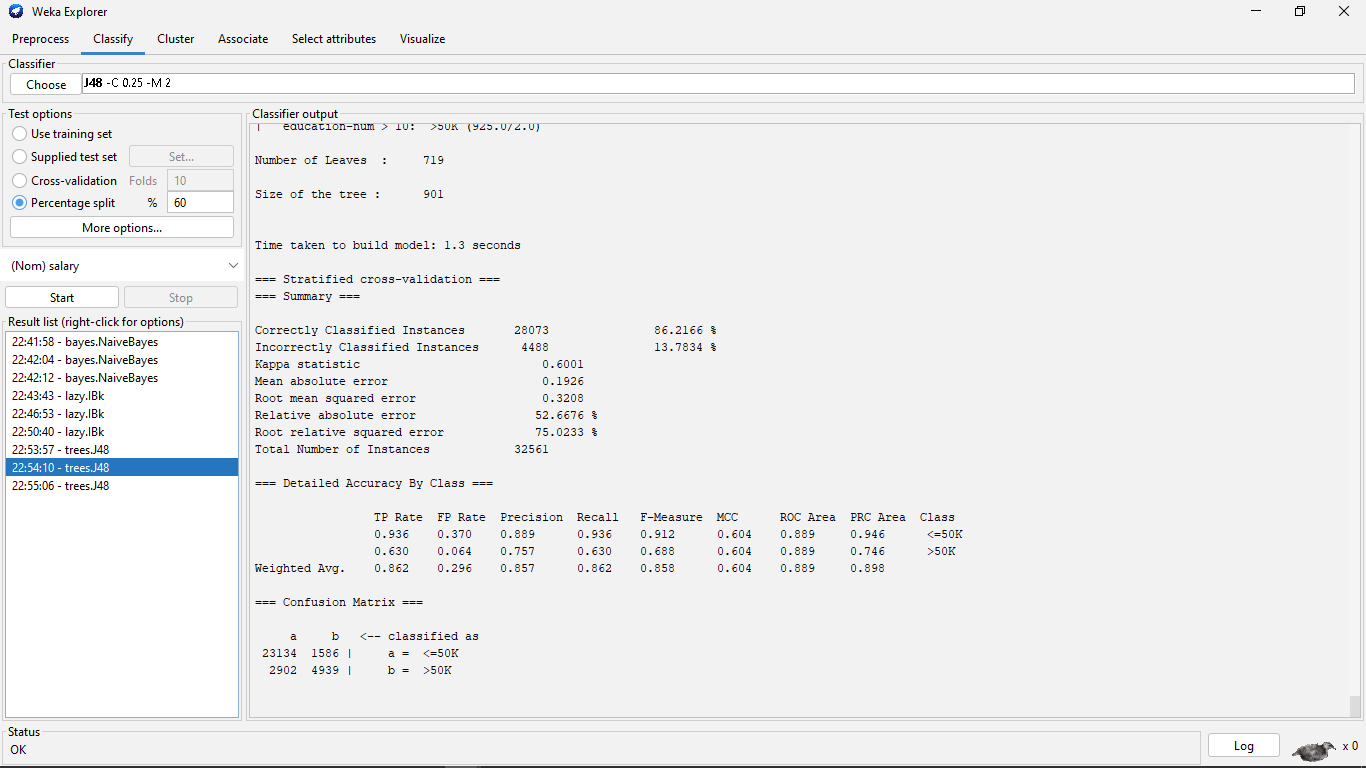 Weka Explorer
Preprocess Classify Cluster Associate Select attributes Visualize
Classifier
Choose J48 -C 0.25 -M 2
Test options
Use training set
Supplied test set Set...
Cross-validation Folds 10
Percentage split % 60
More options...
(Nom) salary
Start Stop
Result list (right-click for options)
22:41:58 - bayes.NaiveBayes
22:42:04 - bayes.NaiveBayes
22:42:12 - bayes.NaiveBayes
22:43:43 - lazy.IBk
22:46:53 - lazy.IBk
22:50:40 - lazy.IBk
22:53:57 - trees.J48
22:54:10 - trees.J48
22:55:06 - trees.J48
Classifier output
| education-num > 10: >50K (925.0/2.0)
Number of Leaves : 719
Size of the tree : 901
Time taken to build model: 1.3 seconds
=== Stratified cross-validation ===
=== Summary ===
Correctly Classified Instances 28073 86.2166 %
Incorrectly Classified Instances 4488 13.7834 %
Kappa statistic 0.6001
Mean absolute error 0.1926
Root mean squared error 0.3208
Relative absolute error 52.6676 %
Root relative squared error 75.0233 %
Total Number of Instances 32561
=== Detailed Accuracy By Class ===
TP Rate FP Rate Precision Recall F-Measure MCC ROC Area PRC Area Class
0.936 0.370 0.889 0.936 0.912 0.604 0.889 0.946 <=50K
0.630 0.064 0.757 0.630 0.688 0.604 0.889 0.746 >50K
Weighted Avg. 0.862 0.296 0.857 0.862 0.858 0.604 0.889 0.898
=== Confusion Matrix ===
a b <-- classified as
23134 1586 | a = <=50K
2902 4939 | b = >50K
Status
OK
Log
x 0